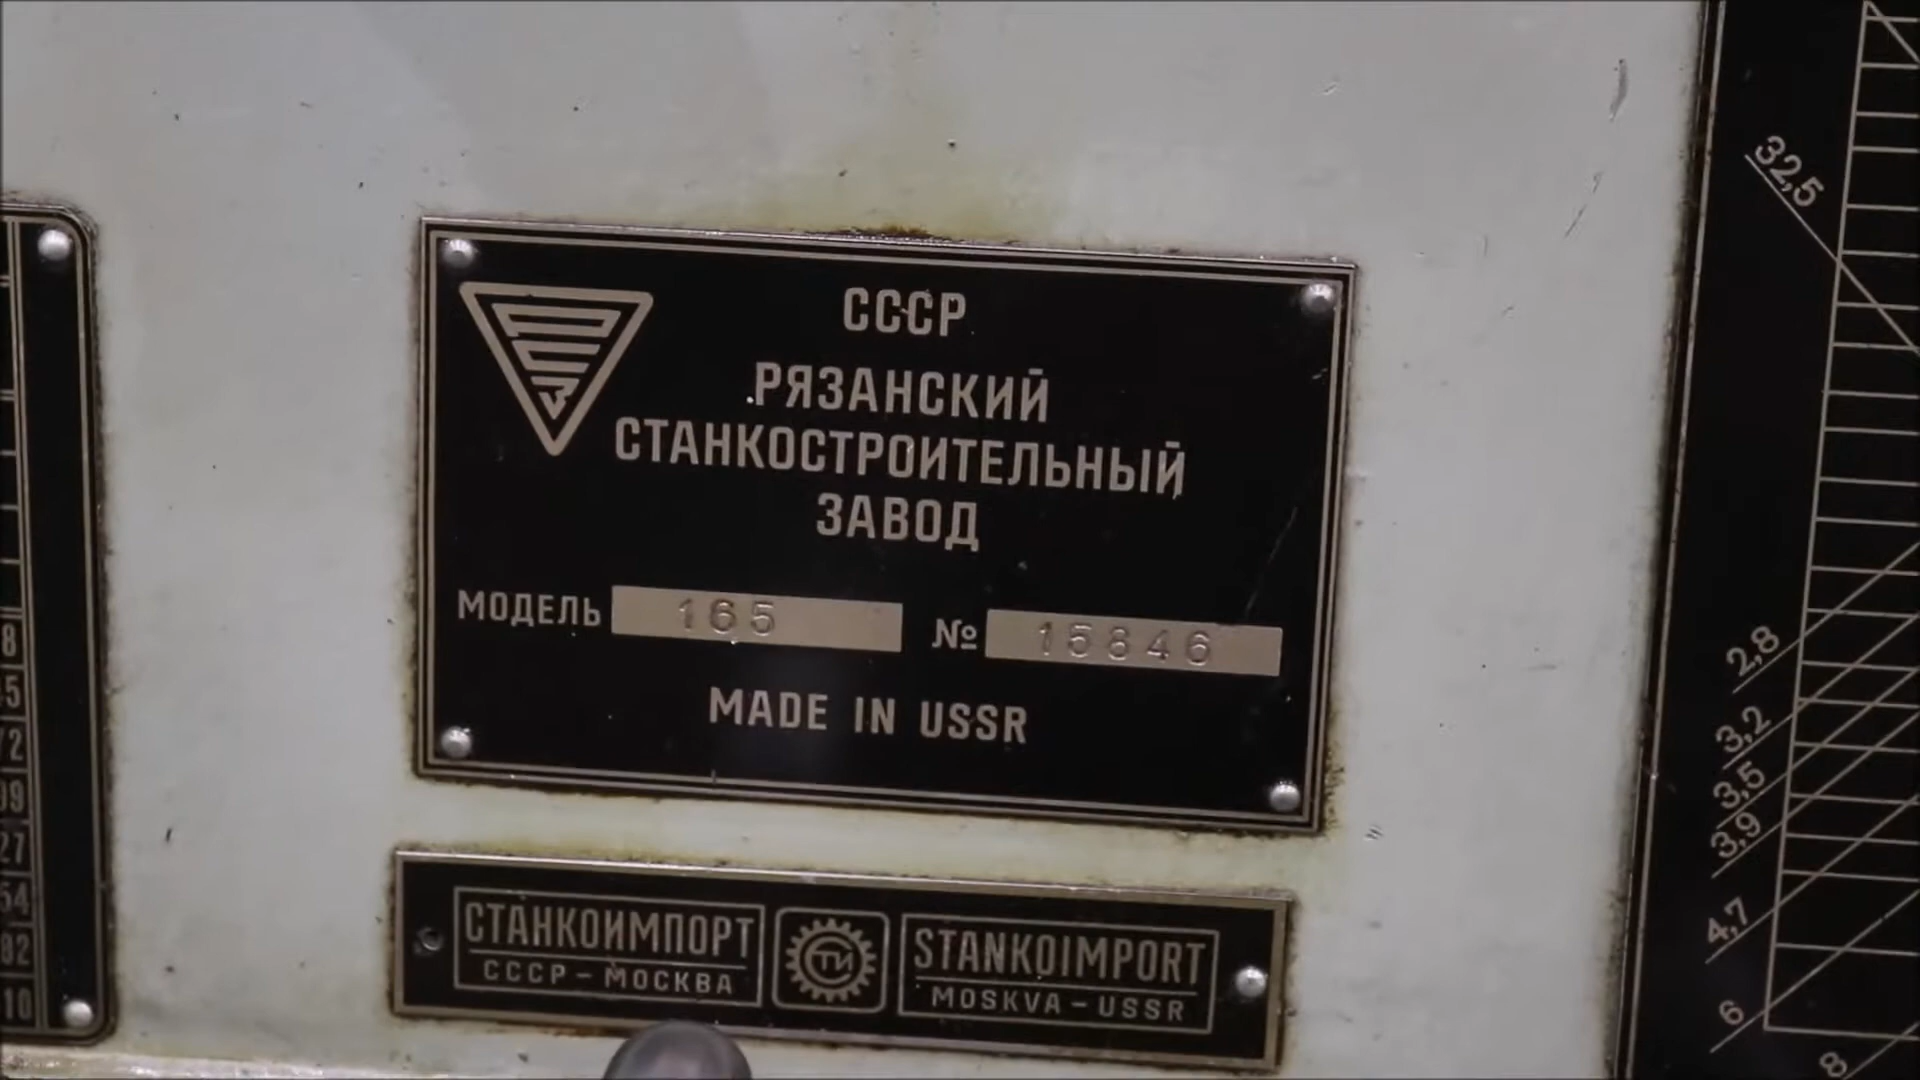 СССР
РЯЗАНСКИЙ
СТАНКОСТРОИТЕЛЬНЫЙ
ЗАВОД
МОДЕЛЬ 165 № 15846
MADE IN USSR
СТАНКОИМПОРТ
СССР – МОСКВА
СТИ
STANKOIMPORT
MOSKVA – USSR
32,5
2,8
3,2
3,5
3,9
4,7
6
8